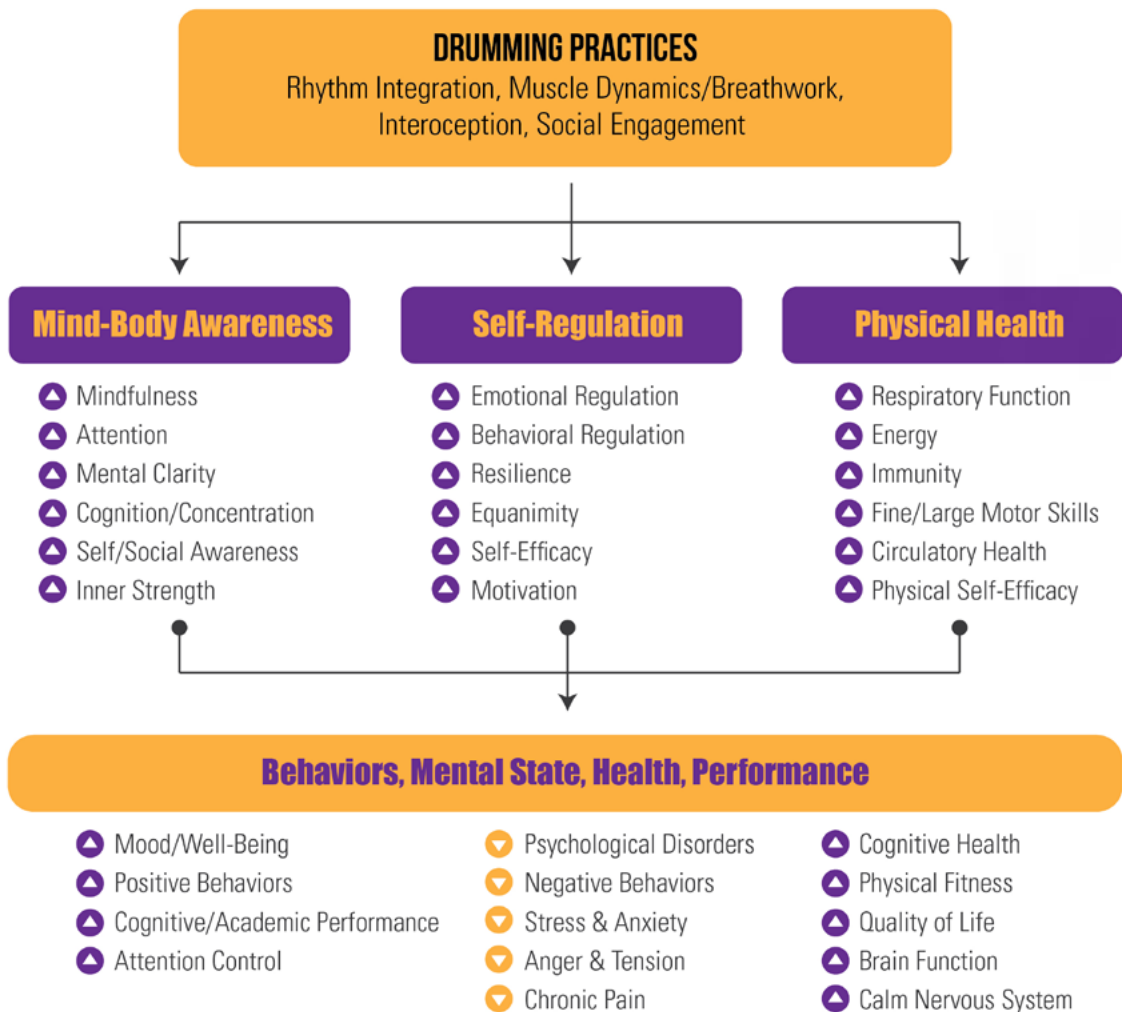 DRUMMING PRACTICES
Rhythm Integration, Muscle Dynamics/Breathwork,
Interoception, Social Engagement
Mind-Body Awareness
Mindfulness
Attention
Mental Clarity
Cognition/Concentration
Self/Social Awareness
Inner Strength
Self-Regulation
Emotional Regulation
Behavioral Regulation
Resilience
Equanimity
Self-Efficacy
Motivation
Physical Health
Respiratory Function
Energy
Immunity
Fine/Large Motor Skills
Circulatory Health
Physical Self-Efficacy
Behaviors, Mental State, Health, Performance
Mood/Well-Being
Positive Behaviors
Cognitive/Academic Performance
Attention Control
Psychological Disorders
Negative Behaviors
Stress & Anxiety
Anger & Tension
Chronic Pain
Cognitive Health
Physical Fitness
Quality of Life
Brain Function
Calm Nervous System